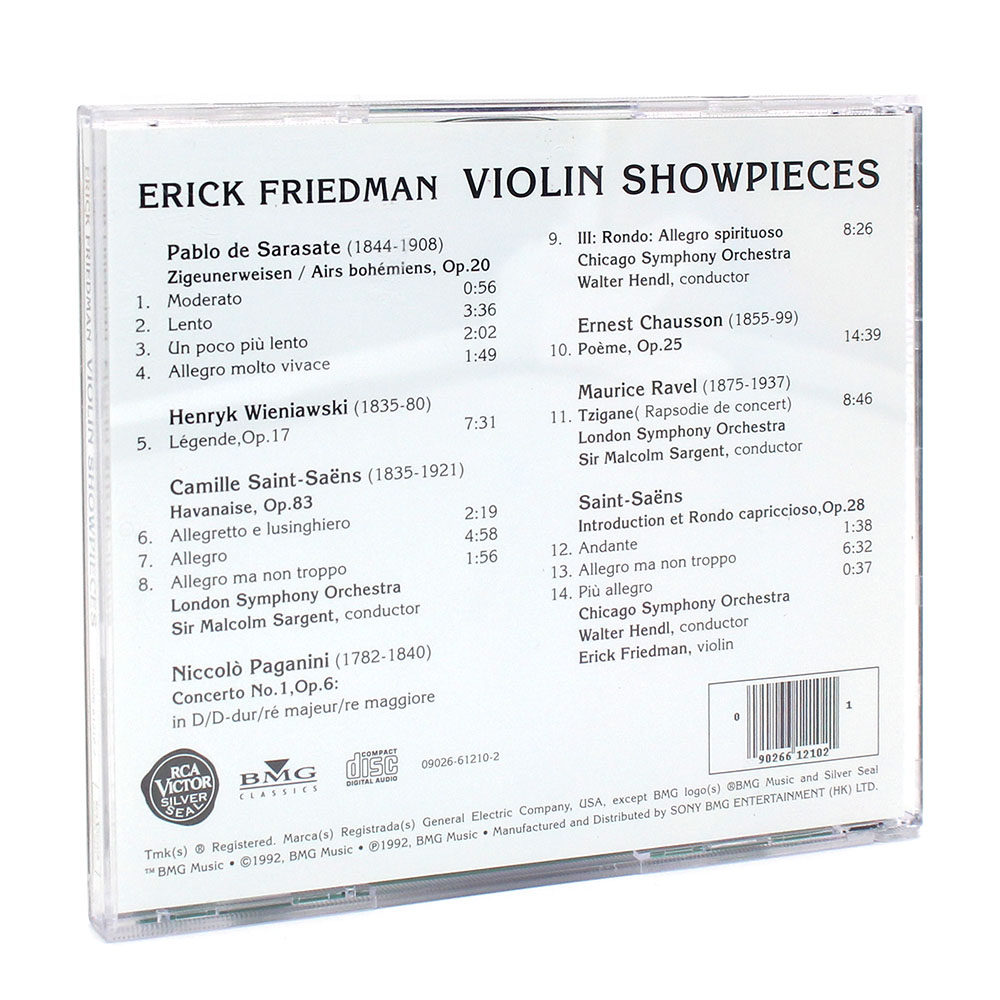 ERICK FRIEDMAN VIOLIN SHOWPIECES
Pablo de Sarasate (1844-1908)
Zigeunerweisen / Airs bohémiens, Op.20
1. Moderato 0:56
2. Lento 3:36
3. Un poco più lento 2:02
4. Allegro molto vivace 1:49
Henryk Wieniawski (1835-80)
5. Légende,Op.17 7:31
Camille Saint-Saëns (1835-1921)
Havanaise, Op.83
6. Allegretto e lusinghiero 2:19
7. Allegro 4:58
8. Allegro ma non troppo 1:56
London Symphony Orchestra
Sir Malcolm Sargent, conductor
Niccolò Paganini (1782-1840)
Concerto No.1,Op.6:
in D/D-dur/ré majeur/re maggiore
9. III: Rondo: Allegro spirituoso 8:26
Chicago Symphony Orchestra
Walter Hendl, conductor
Ernest Chausson (1855-99)
10. Poème, Op.25 14:39
Maurice Ravel (1875-1937)
11. Tzigane( Rapsodie de concert) 8:46
London Symphony Orchestra
Sir Malcolm Sargent, conductor
Saint-Saëns
Introduction et Rondo capriccioso,Op.28
12. Andante 1:38
13. Allegro ma non troppo 6:32
14. Più allegro 0:37
Chicago Symphony Orchestra
Walter Hendl, conductor
Erick Friedman, violin
0 90266 12102 1
RCA
VICTOR
SILVER
SEAL
BMG
CLASSICS
COMPACT
disc
DIGITAL AUDIO
09026-61210-2
Tmk(s) ® Registered. Marca(s) Registrada(s) General Electric Company, USA, except BMG logo(s) ®BMG Music and Silver Seal
™BMG Music • ©1992, BMG Music • ℗1992, BMG Music • Manufactured and Distributed by SONY BMG ENTERTAINMENT (HK) LTD.
ERICK FRIEDMAN VIOLIN SHOWPIECES